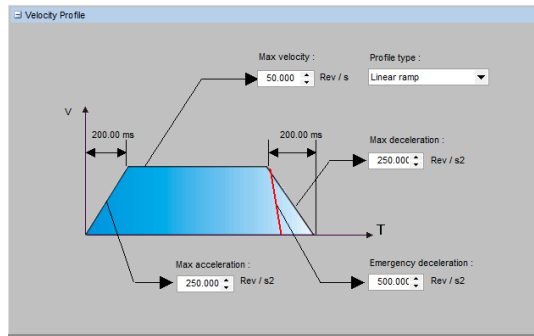 Velocity Profile
Max velocity :
Profile type :
50.000 Rev / s
Linear ramp
V
200.00 ms
200.00 ms
Max deceleration :
250.000 Rev / s2
T
Max acceleration :
Emergency deceleration :
250.000 Rev / s2
500.000 Rev / s2